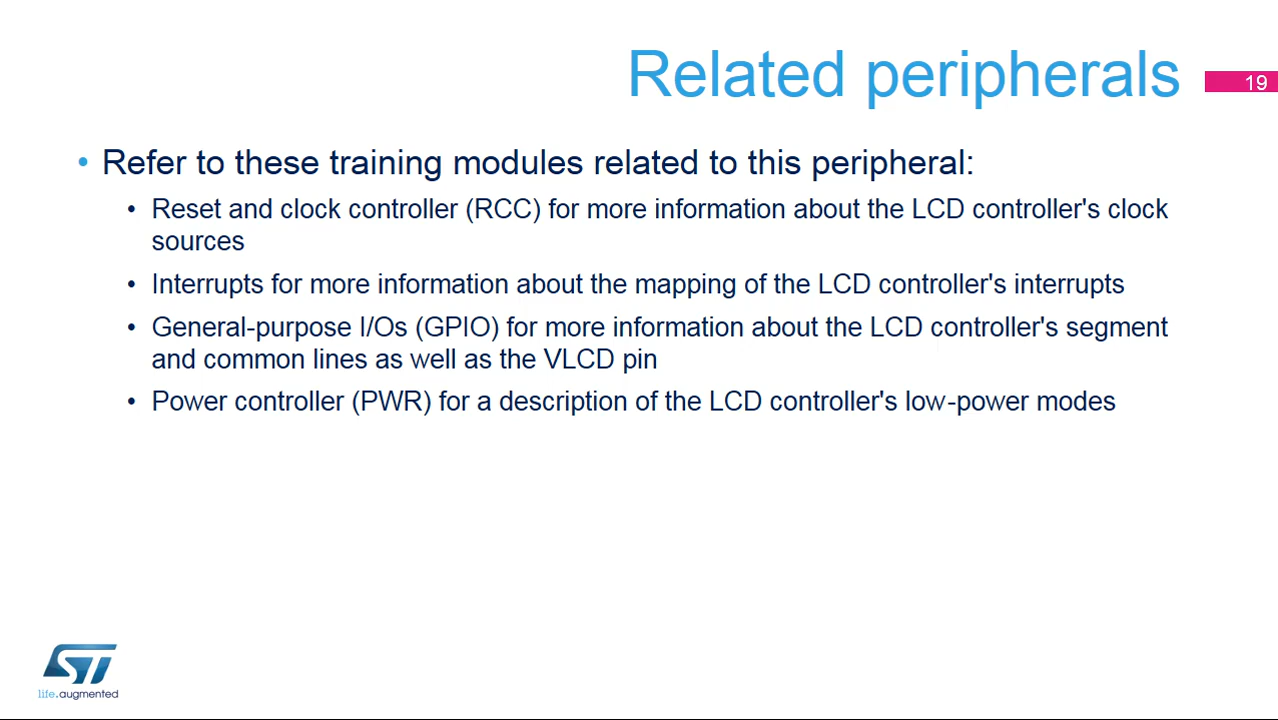 Related peripherals
19
• Refer to these training modules related to this peripheral:
• Reset and clock controller (RCC) for more information about the LCD controller's clock
sources
• Interrupts for more information about the mapping of the LCD controller's interrupts
• General-purpose I/Os (GPIO) for more information about the LCD controller's segment
and common lines as well as the VLCD pin
• Power controller (PWR) for a description of the LCD controller's low-power modes
ST
life.augmented